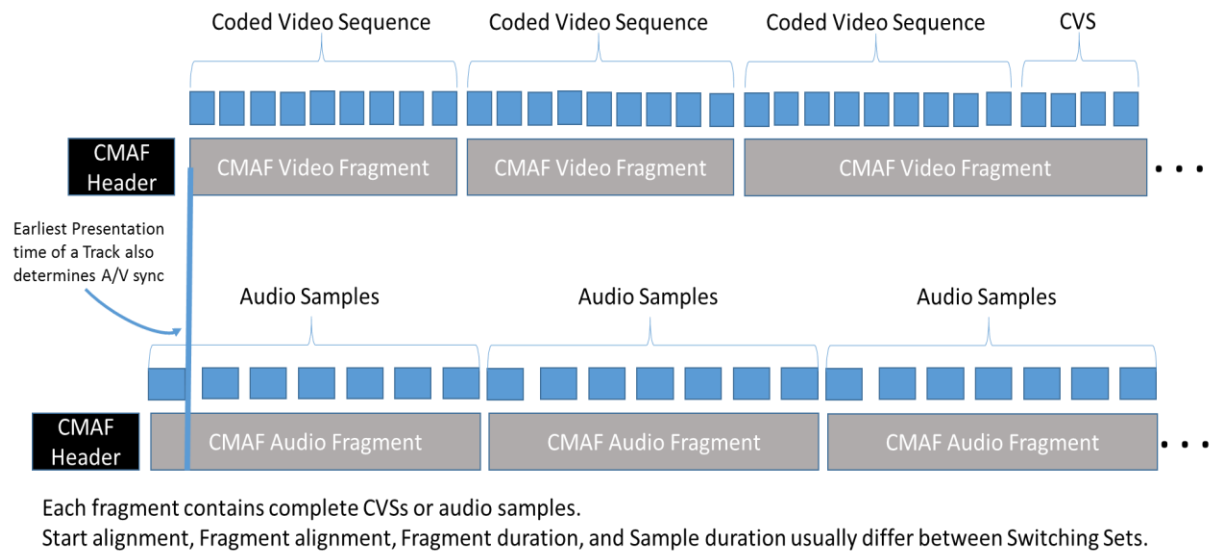 Coded Video Sequence Coded Video Sequence Coded Video Sequence CVS
CMAF
Header
CMAF Video Fragment CMAF Video Fragment CMAF Video Fragment . . .
Earliest Presentation
time of a Track also
determines A/V sync
Audio Samples Audio Samples Audio Samples
CMAF
Header
CMAF Audio Fragment CMAF Audio Fragment CMAF Audio Fragment . . .
Each fragment contains complete CVSs or audio samples.
Start alignment, Fragment alignment, Fragment duration, and Sample duration usually differ between Switching Sets.